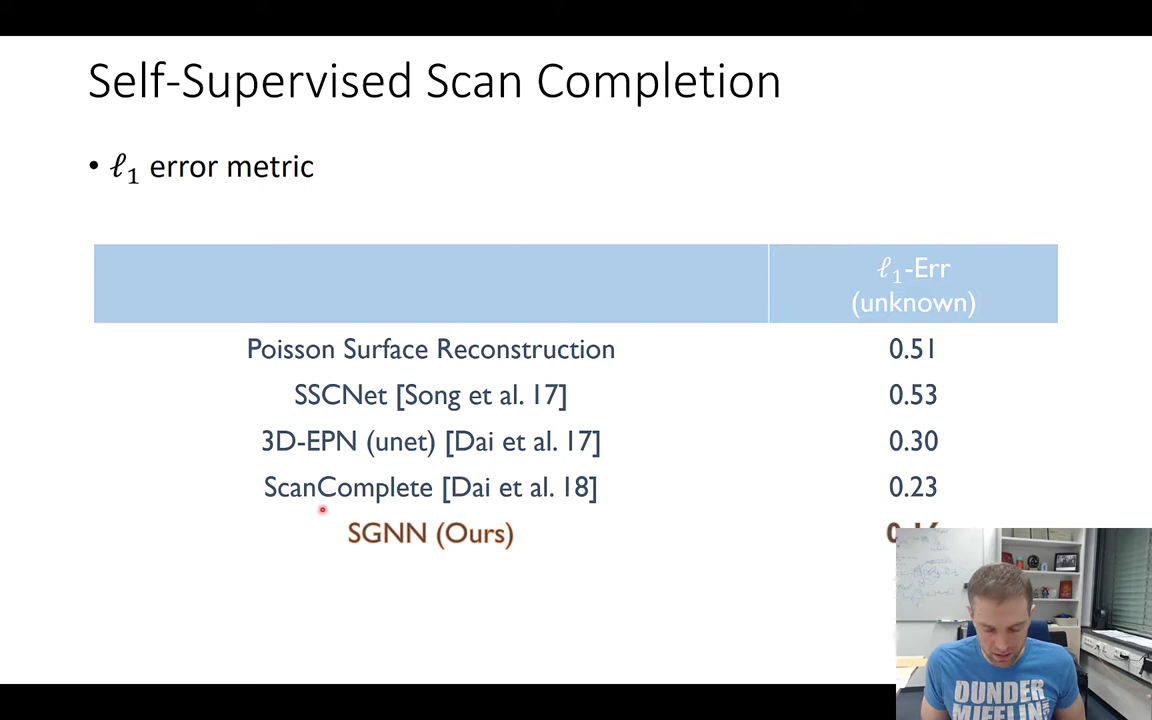 Self-Supervised Scan Completion
• ℓ₁ error metric
ℓ₁-Err
(unknown)
Poisson Surface Reconstruction 0.51
SSCNet [Song et al. 17] 0.53
3D-EPN (unet) [Dai et al. 17] 0.30
ScanComplete [Dai et al. 18] 0.23
SGNN (Ours)
DUNDER
MIFFLIN